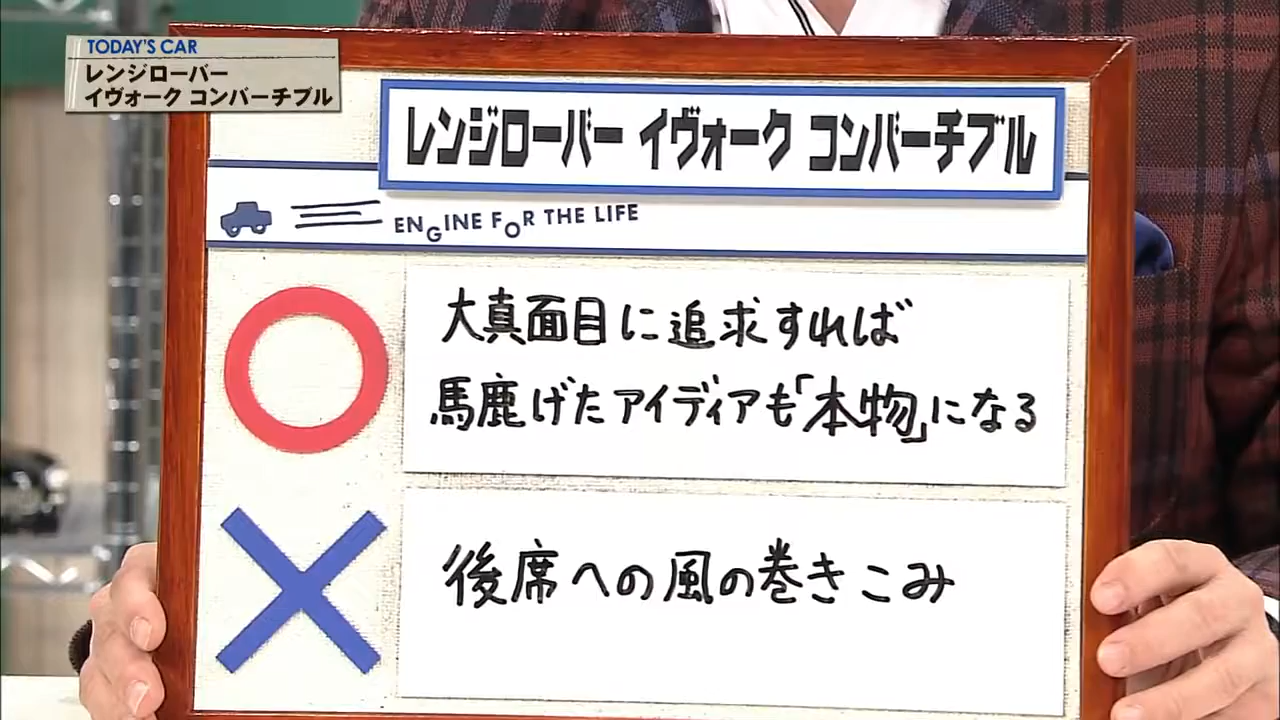 TODAY'S CAR
レンジローバー
イヴォーク コンバーチブル
レンジローバー イヴォーク コンバーチブル
ENGINE FOR THE LIFE
大真面目に追求すれば
馬鹿げたアイディアも「本物」になる
後席への風の巻きこみ